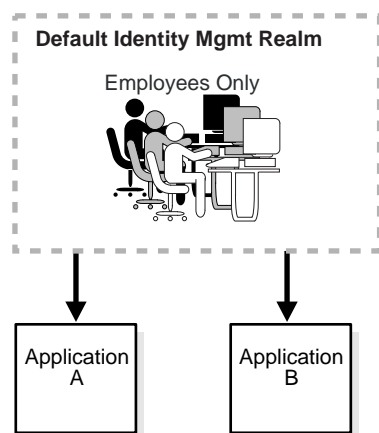 Default Identity Mgmt Realm
Employees Only
Application
A
Application
B